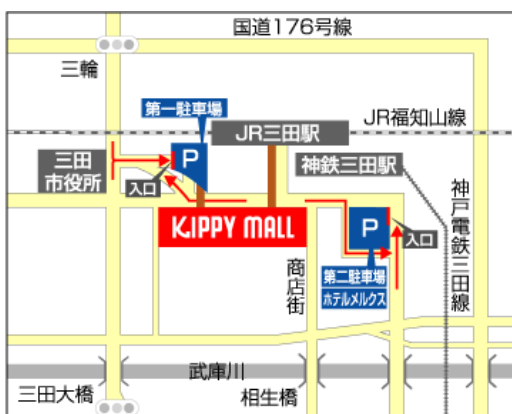 国道176号線
三輪
第一駐車場
JR福知山線
JR三田駅
P
三田
市役所
神鉄三田駅
入口
KIPPY MALL
P
入口
神戸電鉄三田線
第二駐車場
ホテルメルクス
商店街
武庫川
三田大橋
相生橋